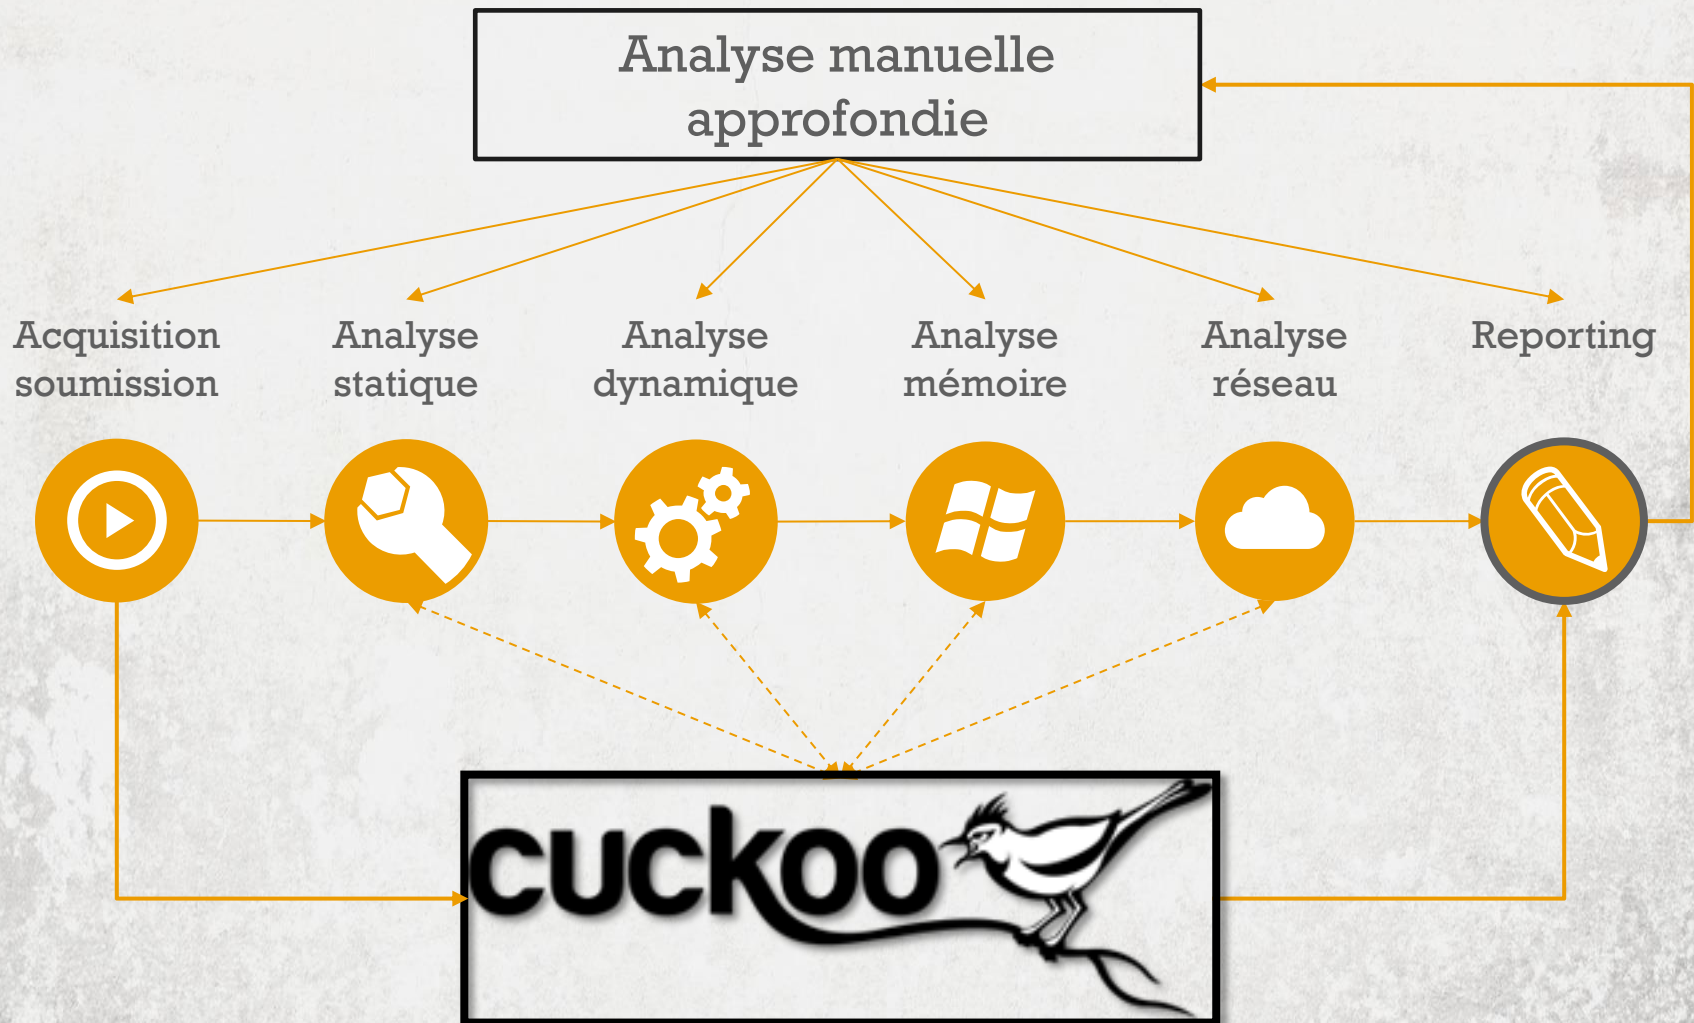 Analyse manuelle
approfondie
Acquisition
soumission
Analyse
statique
Analyse
dynamique
Analyse
mémoire
Analyse
réseau
Reporting
cuckoo